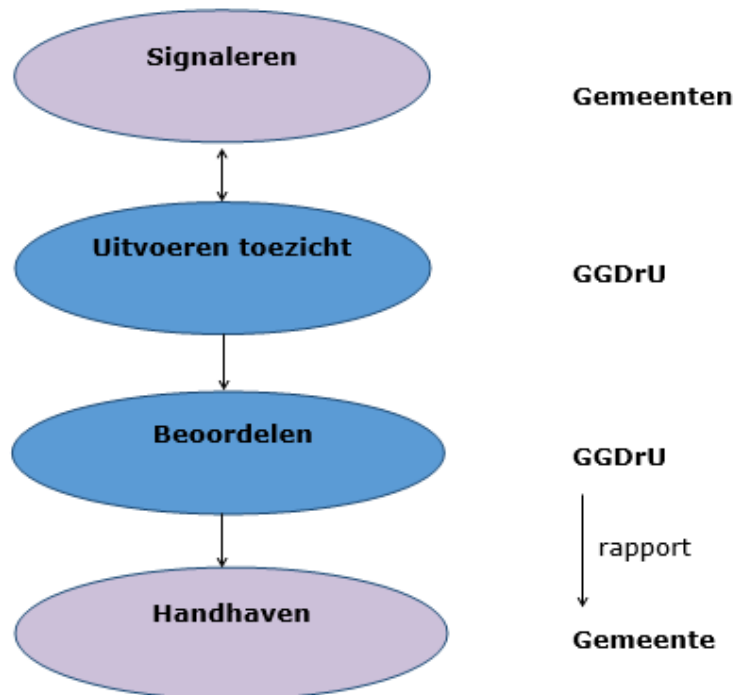 Signaleren
Gemeenten
Uitvoeren toezicht
GGDrU
Beoordelen
GGDrU
rapport
Handhaven
Gemeente